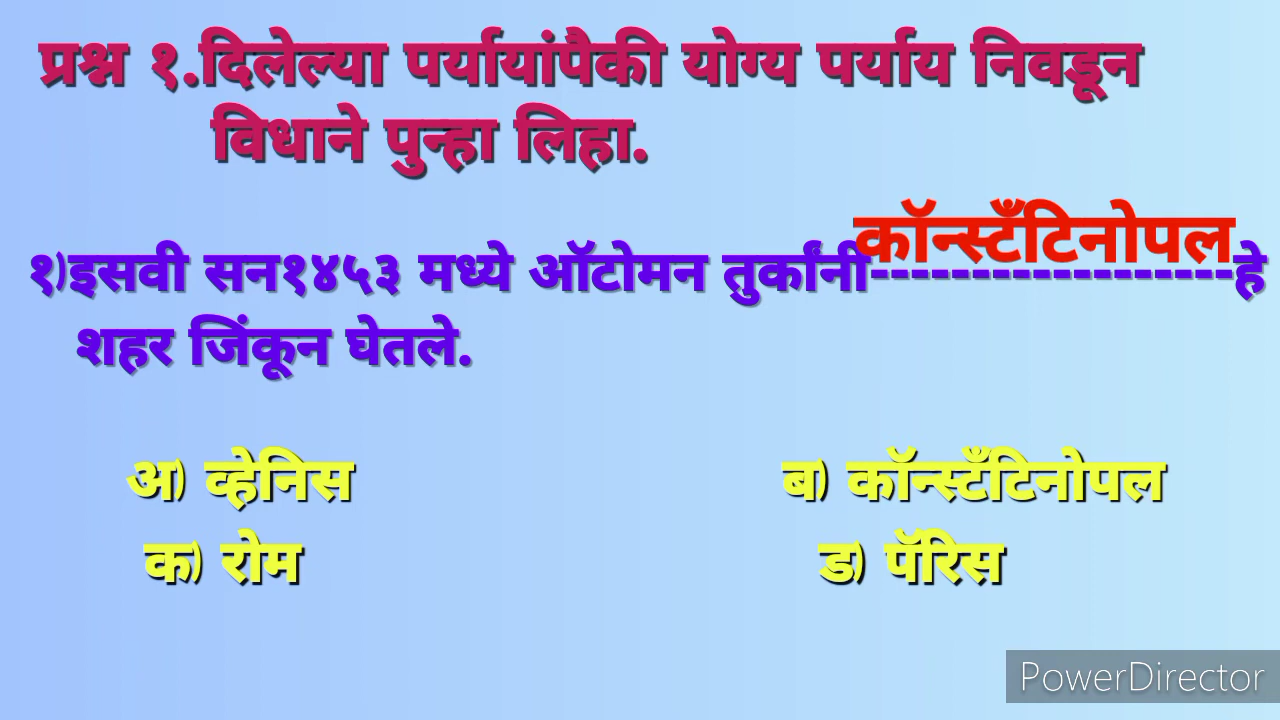 प्रश्न १.दिलेल्या पर्यायांपैकी योग्य पर्याय निवडून
विधाने पुन्हा लिहा.
कॉन्स्टँटिनोपल
१)इसवी सन१४५३ मध्ये ऑटोमन तुर्कांनी------------------हे
शहर जिंकून घेतले.
अ) व्हेनिस ब) कॉन्स्टँटिनोपल
क) रोम ड) पॅरिस
PowerDirector